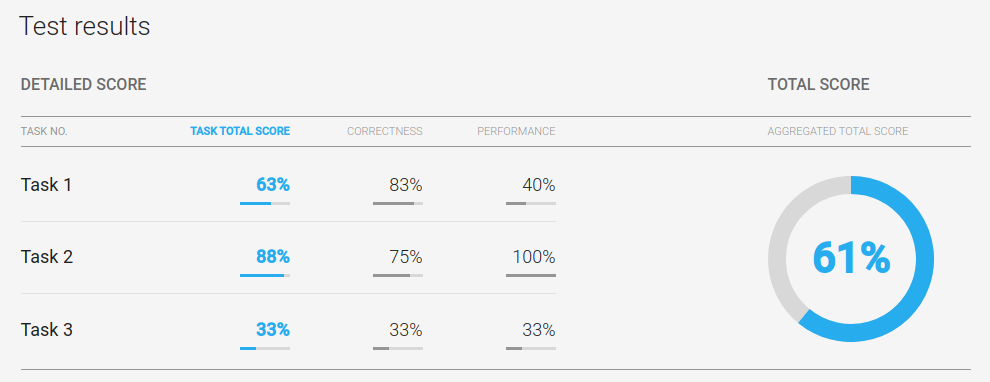 Test results
DETAILED SCORE
TOTAL SCORE
TASK NO. TASK TOTAL SCORE CORRECTNESS PERFORMANCE
AGGREGATED TOTAL SCORE
Task 1 63% 83% 40%
Task 2 88% 75% 100%
61%
Task 3 33% 33% 33%